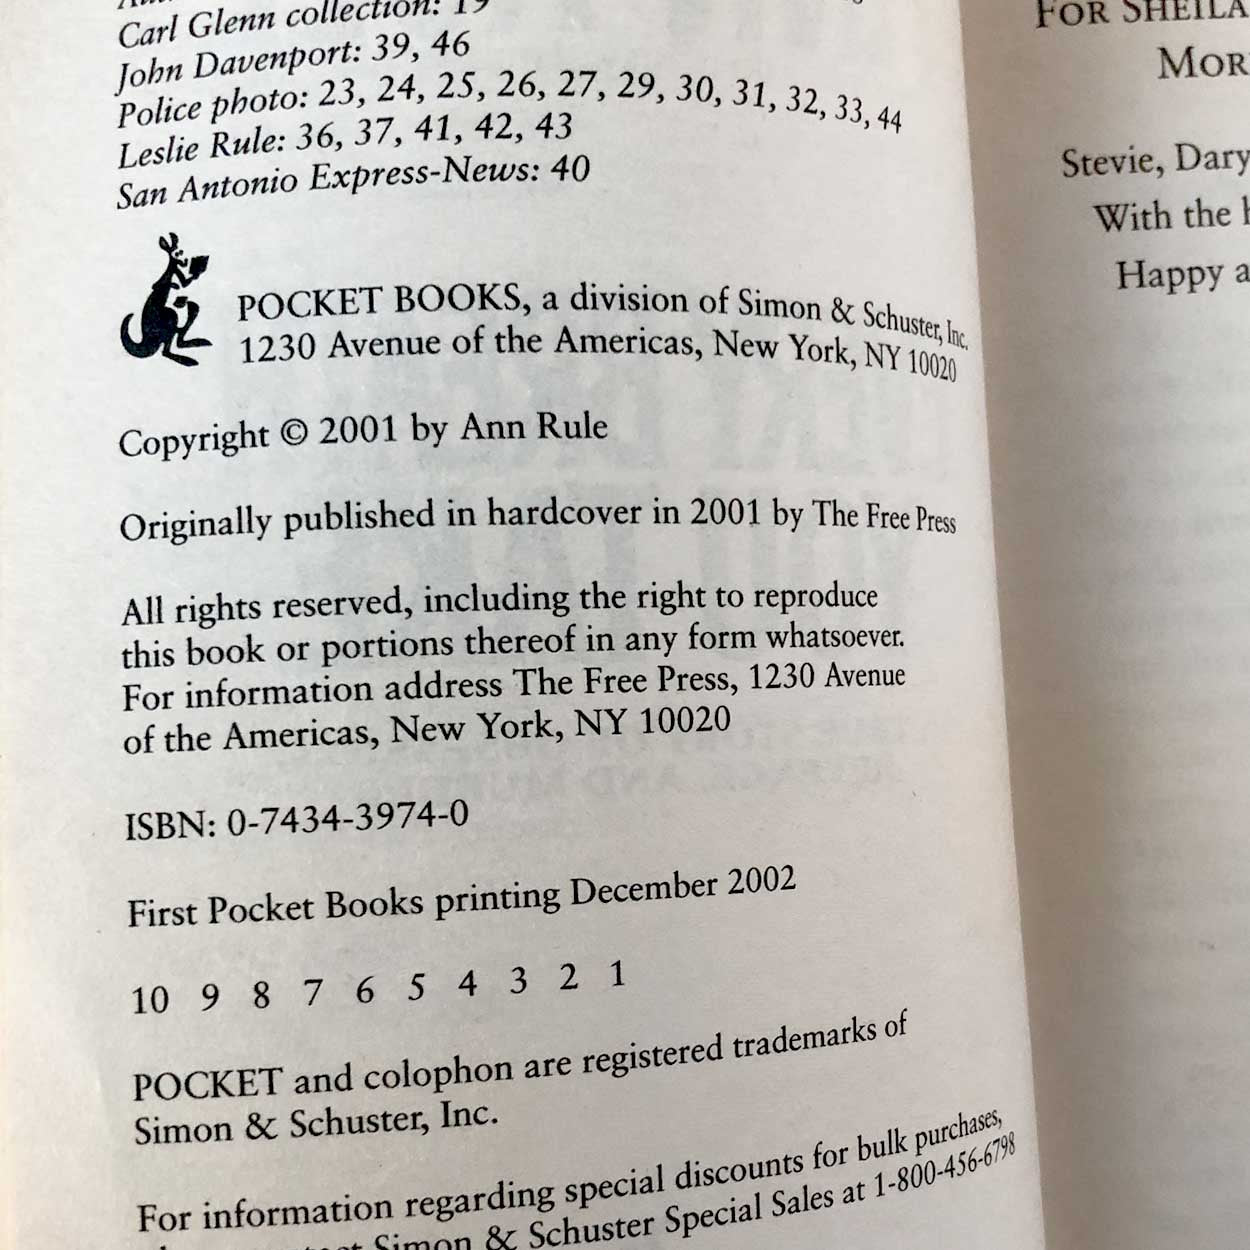 Carl Glenn collection: 19
John Davenport: 39, 46
Police photo: 23, 24, 25, 26, 27, 29, 30, 31, 32, 33, 44
Leslie Rule: 36, 37, 41, 42, 43
San Antonio Express-News: 40
POCKET BOOKS, a division of Simon & Schuster, Inc.
1230 Avenue of the Americas, New York, NY 10020
Copyright © 2001 by Ann Rule
Originally published in hardcover in 2001 by The Free Press
All rights reserved, including the right to reproduce
this book or portions thereof in any form whatsoever.
For information address The Free Press, 1230 Avenue
of the Americas, New York, NY 10020
ISBN: 0-7434-3974-0
First Pocket Books printing December 2002
10 9 8 7 6 5 4 3 2 1
POCKET and colophon are registered trademarks of
Simon & Schuster, Inc.
For information regarding special discounts for bulk purchases,
Simon & Schuster Special Sales at 1-800-456-6798
FOR SHEILA
MOR
Stevie, Dary
With the
Happy a